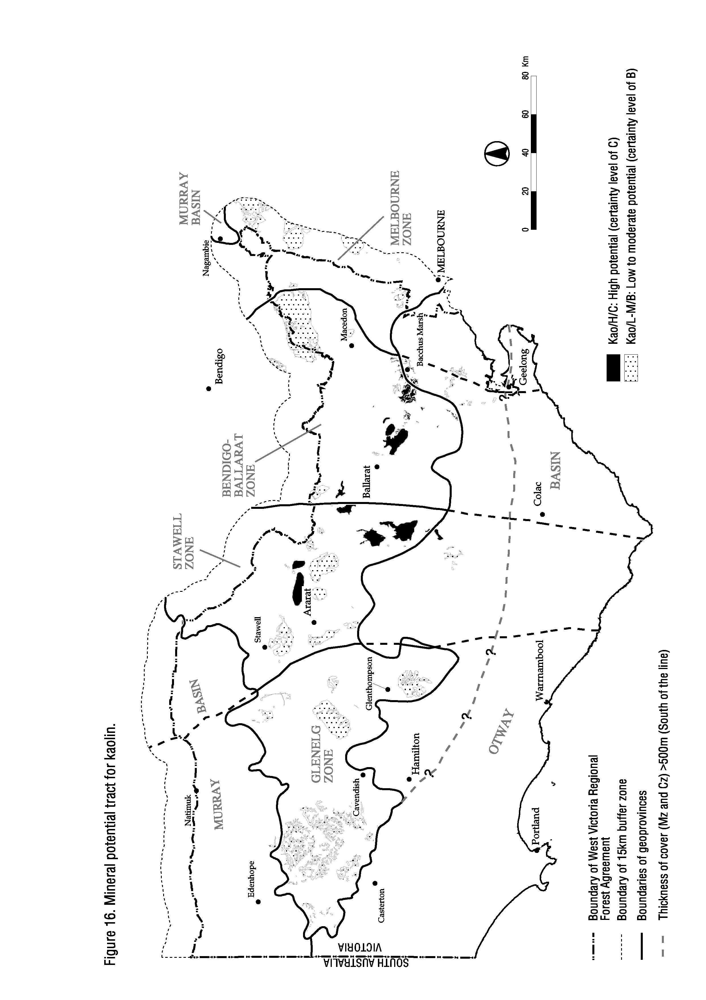 Figure 16. Mineral potential tract for kaolin.
MURRAY
BASIN
Nagambie
STAWELL
ZONE
BENDIGO-
BALLARAT
ZONE
Bendigo
MELBOURNE
ZONE
MURRAY
BASIN
Natimuk
Edenhope
Stawell
Ararat
Macedon
GLENELG
ZONE
Glenthompson
Ballarat
Bacchus Marsh
MELBOURNE
Cavendish
Casterton
Hamilton
SOUTH AUSTRALIA
VICTORIA
?
?
?
?
Geelong
OTWAY
BASIN
Colac
Warrnambool
Portland
0 20 40 60 80 Km
Boundary of West Victoria Regional
Forest Agreement
Boundary of 15km buffer zone
Boundaries of geoprovinces
Thickness of cover (Mz and Cz) >500m (South of the line)
Kao/H/C: High potential (certainty level of C)
Kao/L-M/B: Low to moderate potential (certainty level of B)